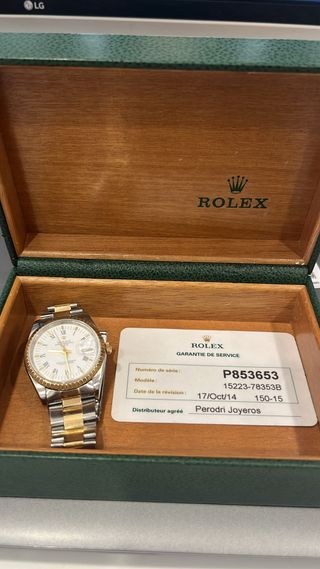 LG
ROLEX
ROLEX
GARANTIE DE SERVICE
Numéro de série : P853653
Modèle : 15223-78353B
Date de la révision : 17/Oct/14 150-15
Distributeur agréé Perodri Joyeros